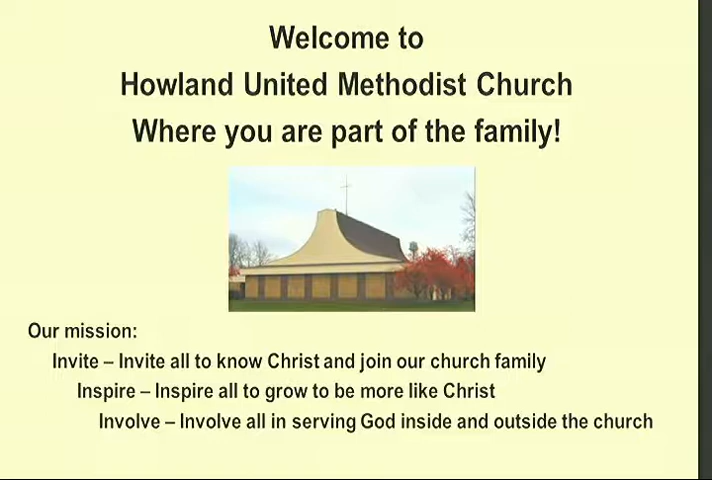 Welcome to
Howland United Methodist Church
Where you are part of the family!
Our mission:
Invite – Invite all to know Christ and join our church family
Inspire – Inspire all to grow to be more like Christ
Involve – Involve all in serving God inside and outside the church